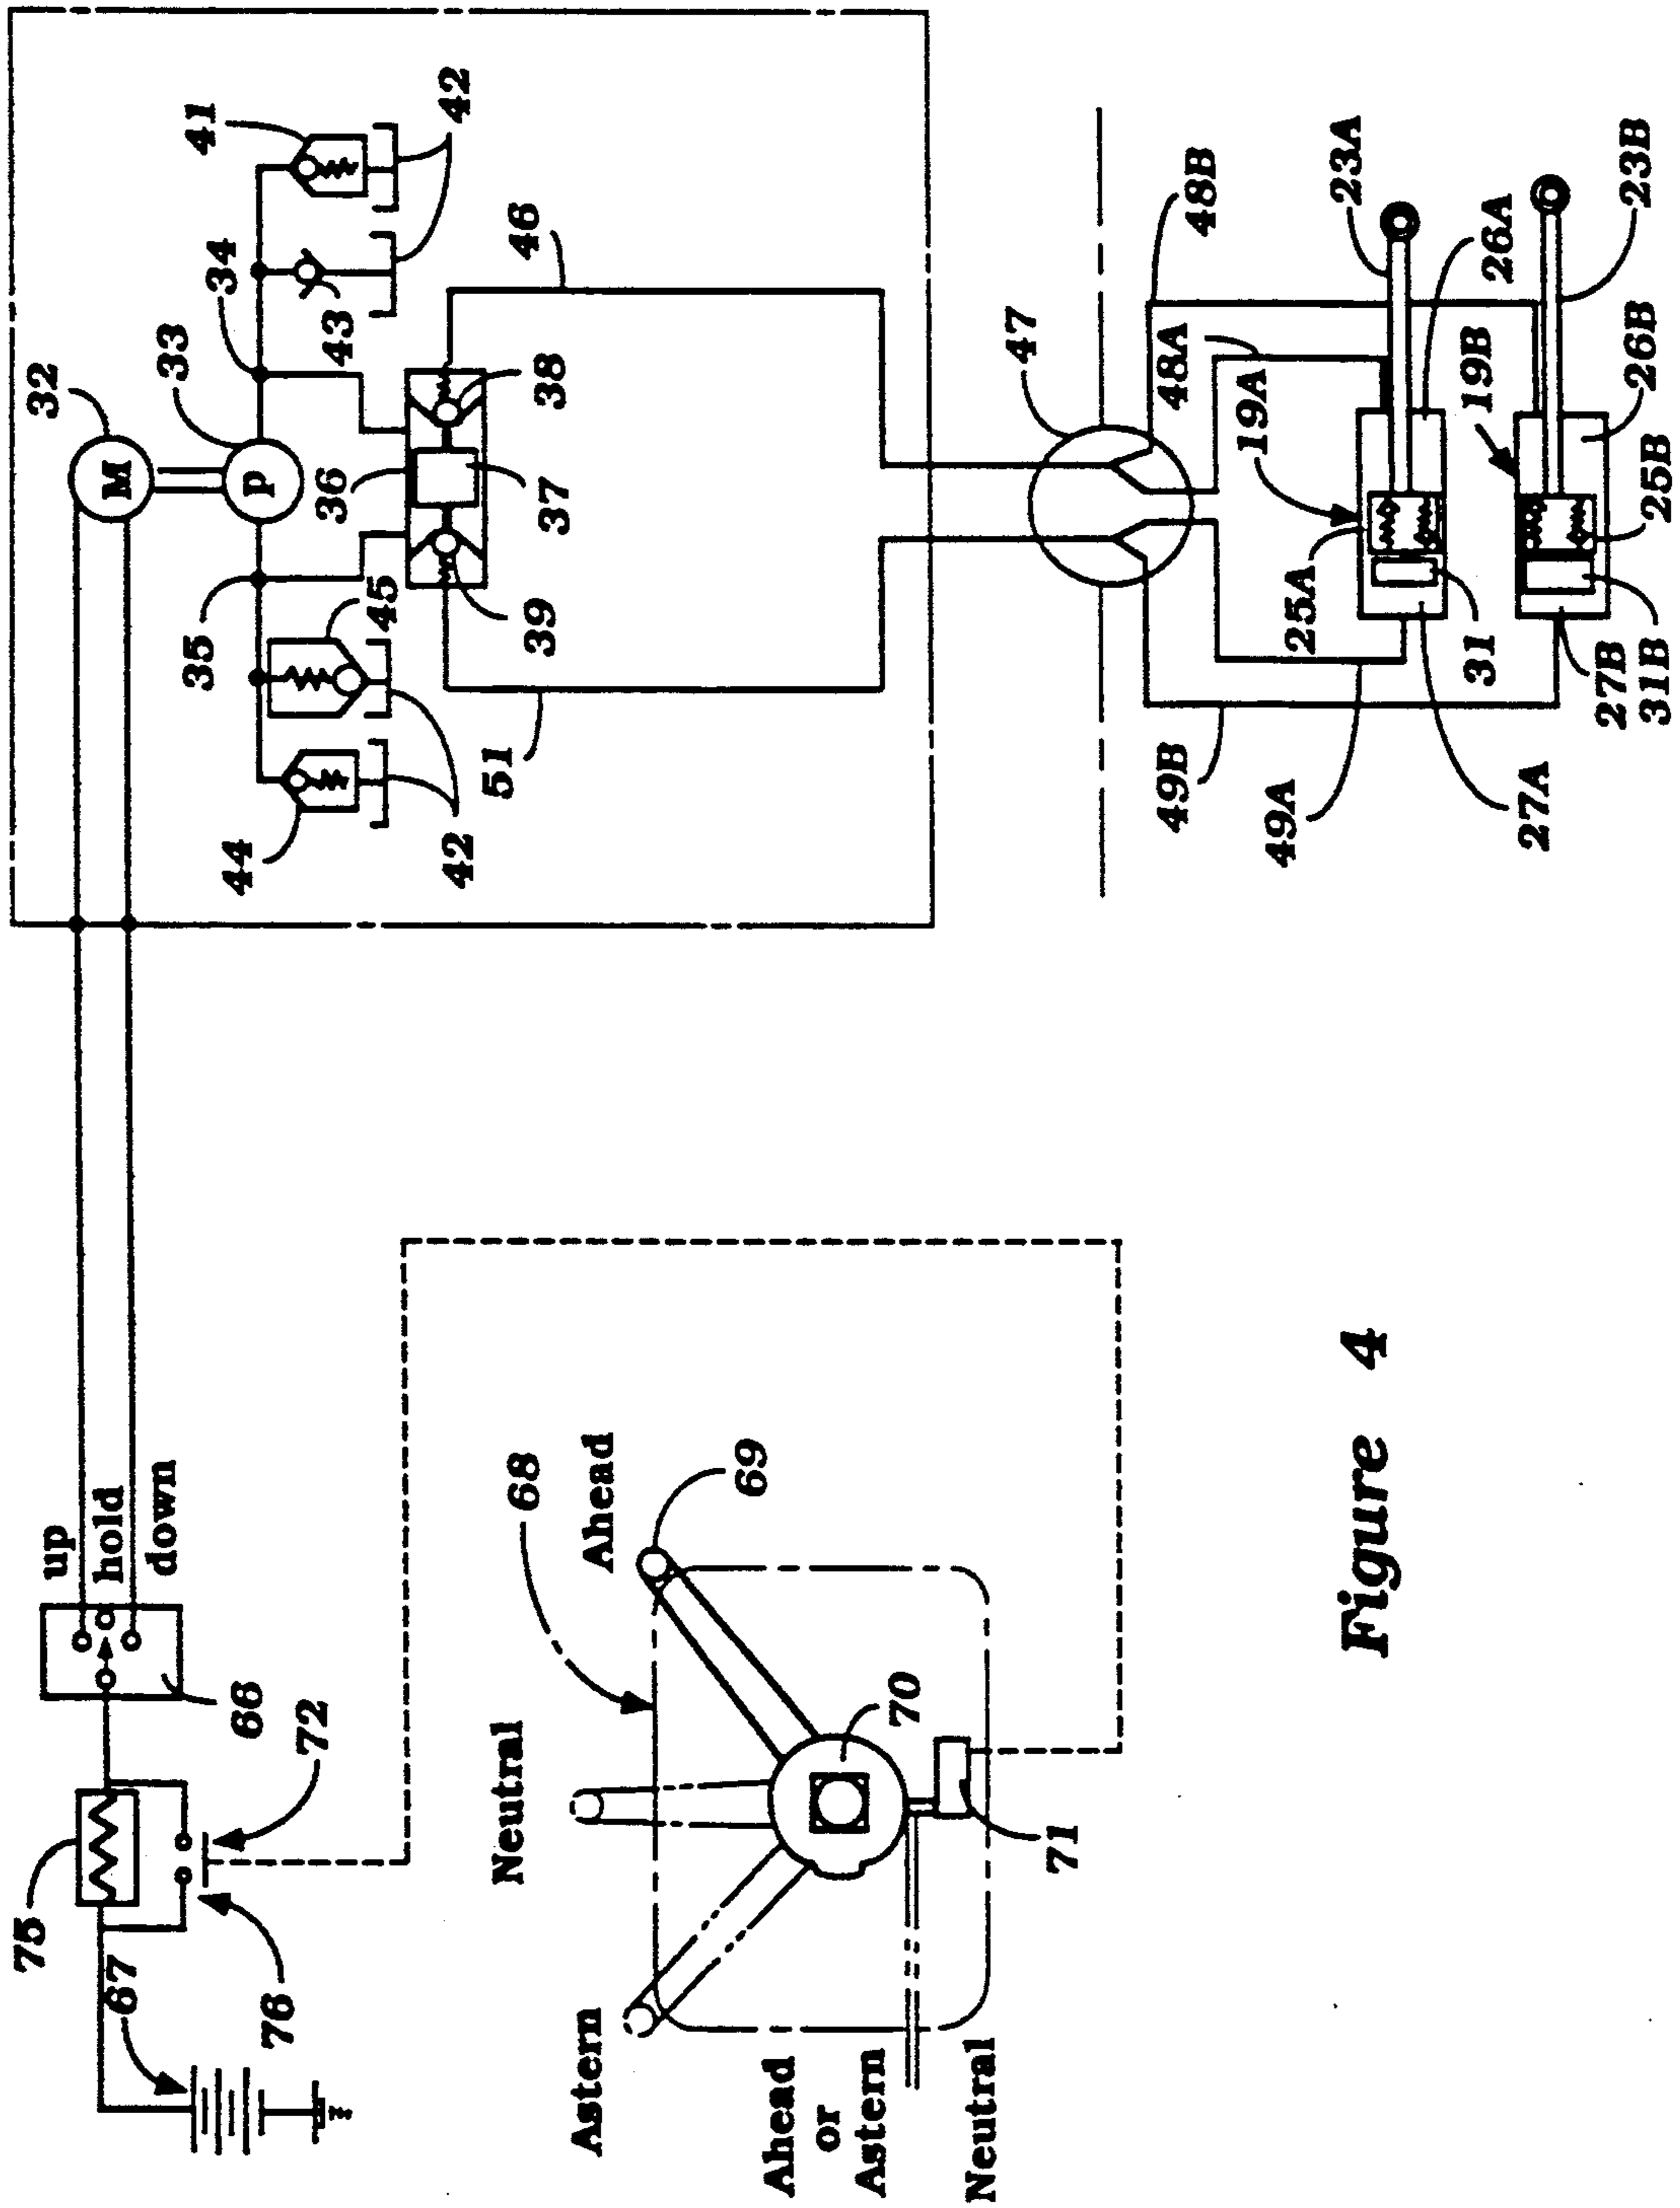 up
hold
down
75
67
76
72
66
32
M
33
P
34
35
41
42
43
44
45
42
36
37
38
39
46
51
47
48B
48A
49B
49A
19A
25A
31
27A
23A
26A
19B
26B
23B
25B
27B
31B
Astern
Neutral
Ahead
68
69
70
71
Ahead
or
Astern
Neutral
Figure 4